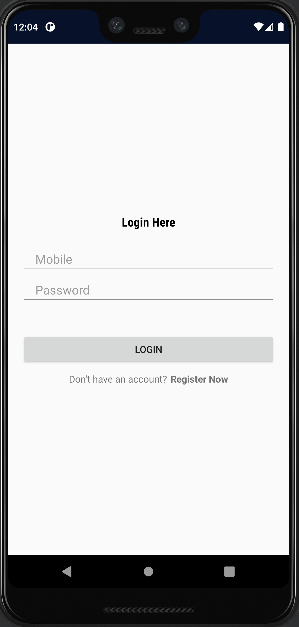 12:04
Login Here
Mobile
Password
LOGIN
Don't have an account? Register Now